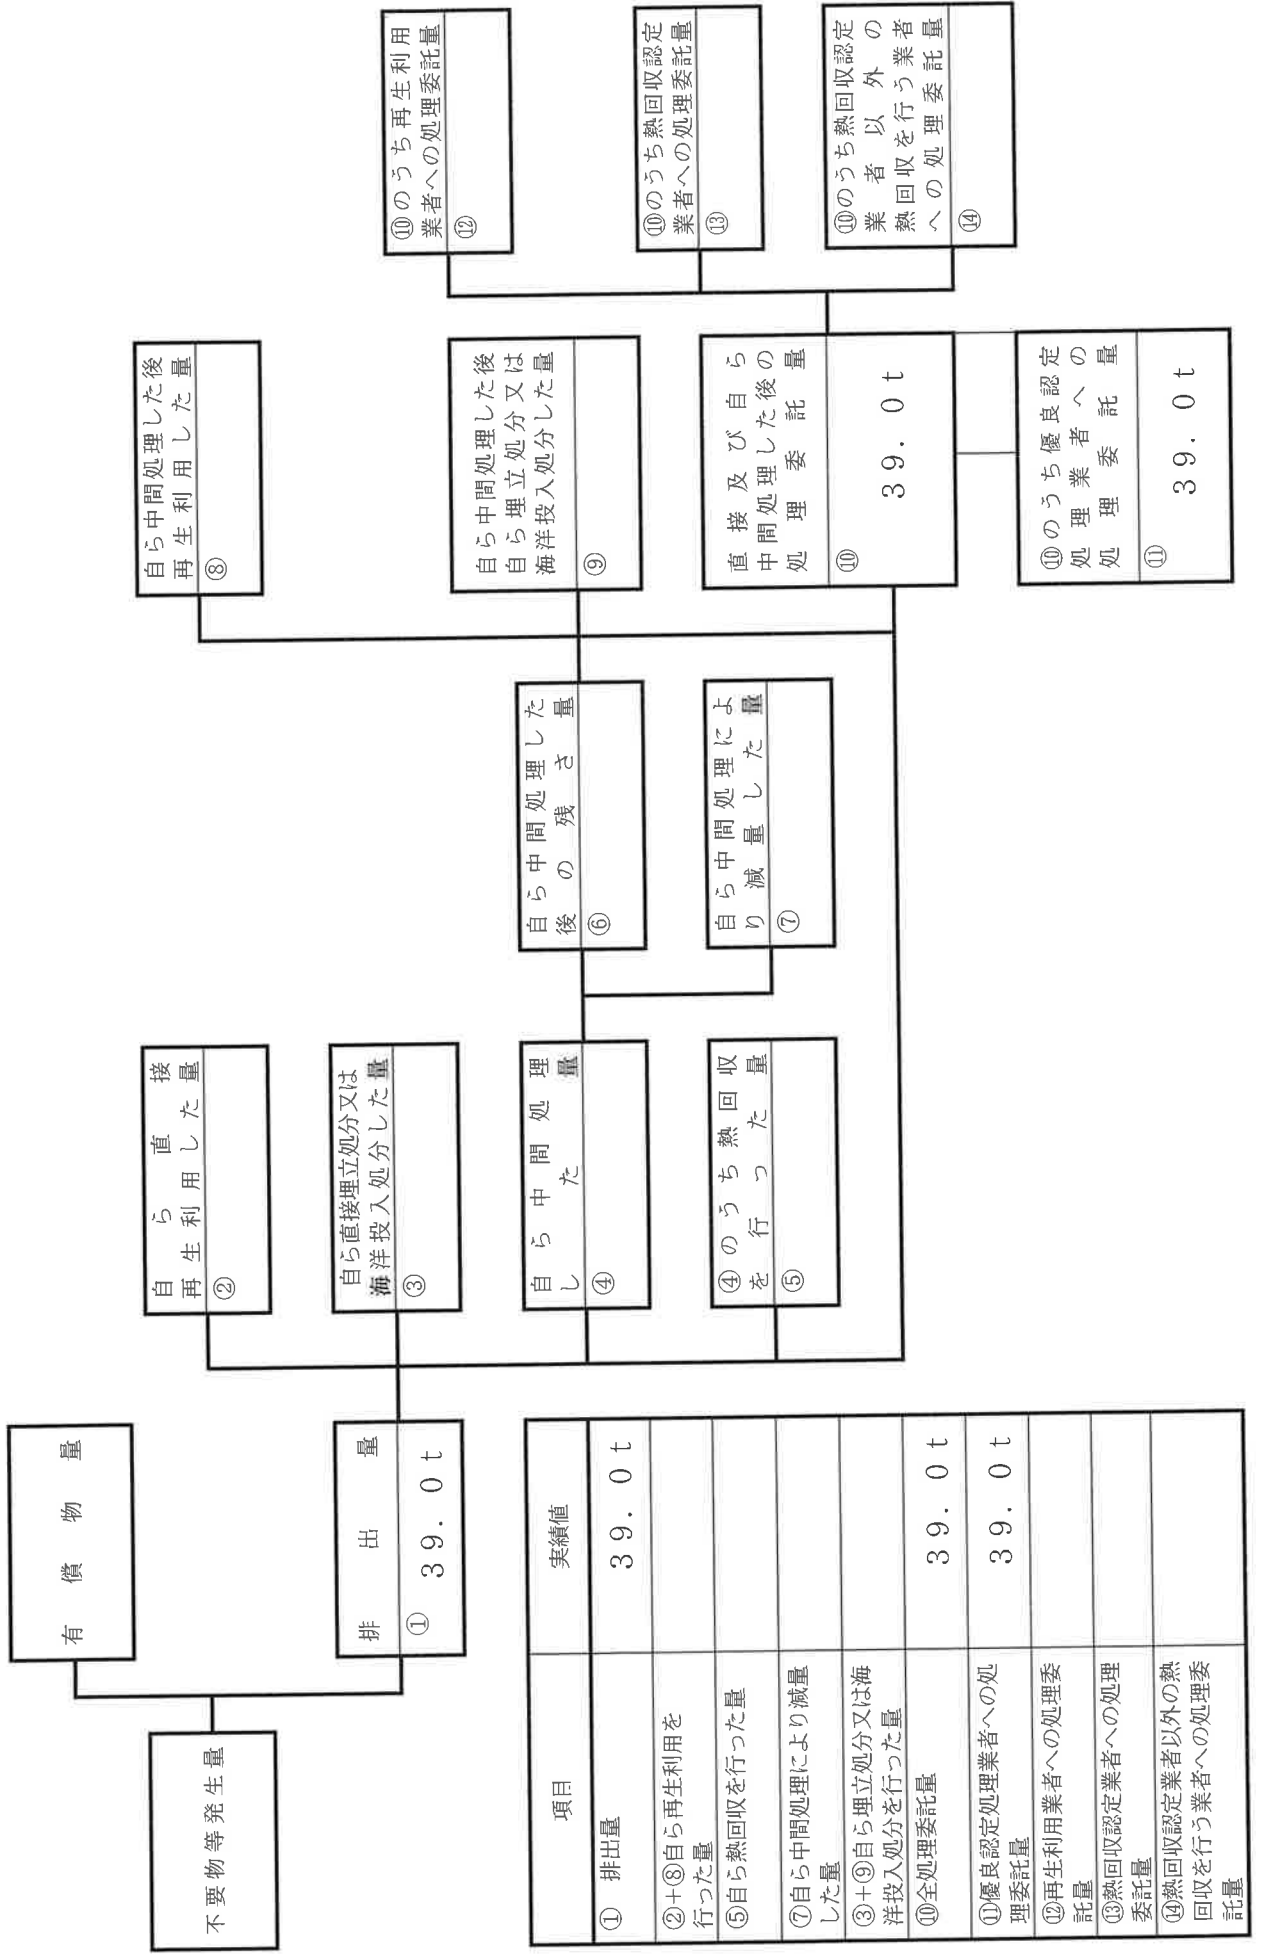 有償物量
不要物等発生量
排出量
① 39.0t
自ら直接
再生利用した量
②
自ら直接埋立処分又は
海洋投入処分した量
③
自ら中間処理
した量
④
④のうち熱回収
を行った量
⑤
自ら中間処理した
後の残さ量
⑥
自ら中間処理によ
り減量した量
⑦
自ら中間処理した後
再生利用した量
⑧
自ら中間処理した後
自ら埋立処分又は
海洋投入処分した量
⑨
直接及び自ら
中間処理した後の
処理委託量
⑩
39.0t
⑩のうち優良認定
処理業者への
処理委託量
⑪
39.0t
⑩のうち再生利用
業者への処理委託量
⑫
⑩のうち熱回収認定
業者への処理委託量
⑬
⑩のうち熱回収認定
業者以外の
熱回収を行う業者
への処理委託量
⑭
項目 実績値
① 排出量 39.0t
②+⑧自ら再生利用を
行った量
⑤自ら熱回収を行った量
⑦自ら中間処理により減量
した量
③+⑨自ら埋立処分又は海
洋投入処分を行った量
⑩全処理委託量 39.0t
⑪優良認定処理業者への処
理委託量 39.0t
⑫再生利用業者への処理委
託量
⑬熱回収認定業者への処理
委託量
⑭熱回収認定業者以外の熱
回収を行う業者への処理委
託量